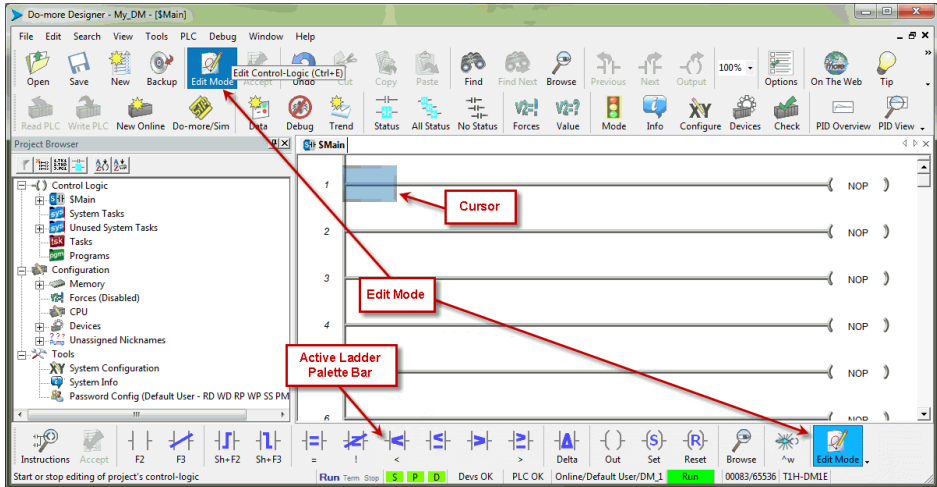 Do-more Designer - My_DM - [$Main]
File Edit Search View Tools PLC Debug Window Help
Open Save New Backup Edit Mode Accept Undo Cut Copy Paste Find Find Next Browse Previous Next Output 100% Options On The Web Tip
Edit Control-Logic (Ctrl+E)
Read PLC Write PLC New Online Do-more/Sim Data Debug Trend Status All Status No Status Forces Value Mode Info Configure Devices Check PID Overview PID View
Project Browser
$Main
Control Logic
$Main
System Tasks
Unused System Tasks
Tasks
Programs
Configuration
Memory
Forces (Disabled)
CPU
Devices
Unassigned Nicknames
Tools
System Configuration
System Info
Password Config (Default User - RD WD RP WP SS PM
1 NOP
Cursor
2 NOP
3 NOP
Edit Mode
4 NOP
Active Ladder
Palette Bar
NOP
6 NOP
Instructions Accept F2 F3 Sh+F2 Sh+F3 = ! < ≤ > ≥ Delta Out Set Reset Browse ^w Edit Mode
Start or stop editing of project's control-logic Run Term Stop S P D Devs OK PLC OK Online/Default User/DM_1 Run 00083/65536 T1H-DM1E